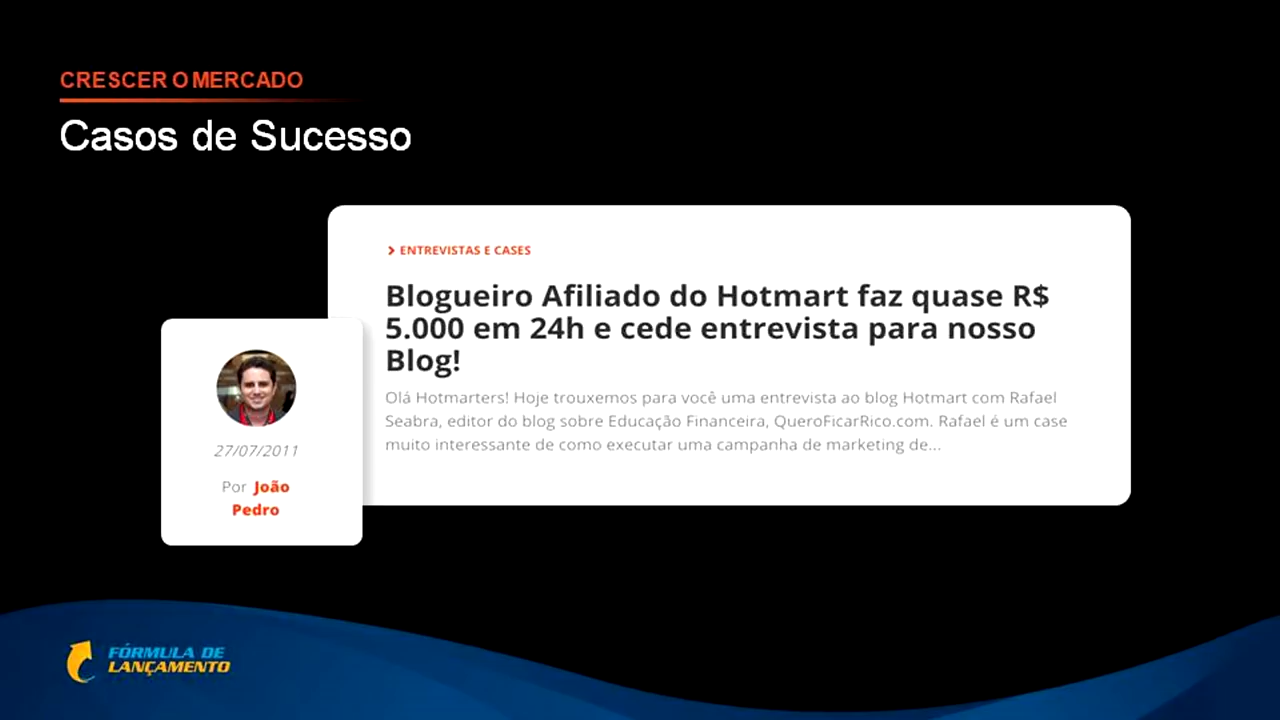 CRESCER O MERCADO
Casos de Sucesso
ENTREVISTAS E CASES
Blogueiro Afiliado do Hotmart faz quase R$
5.000 em 24h e cede entrevista para nosso
Blog!
Olá Hotmarters! Hoje trouxemos para você uma entrevista ao blog Hotmart com Rafael
Seabra, editor do blog sobre Educação Financeira, QueroFicarRico.com. Rafael é um case
muito interessante de como executar uma campanha de marketing de...
27/07/2011
Por João
Pedro
FÓRMULA DE
LANÇAMENTO